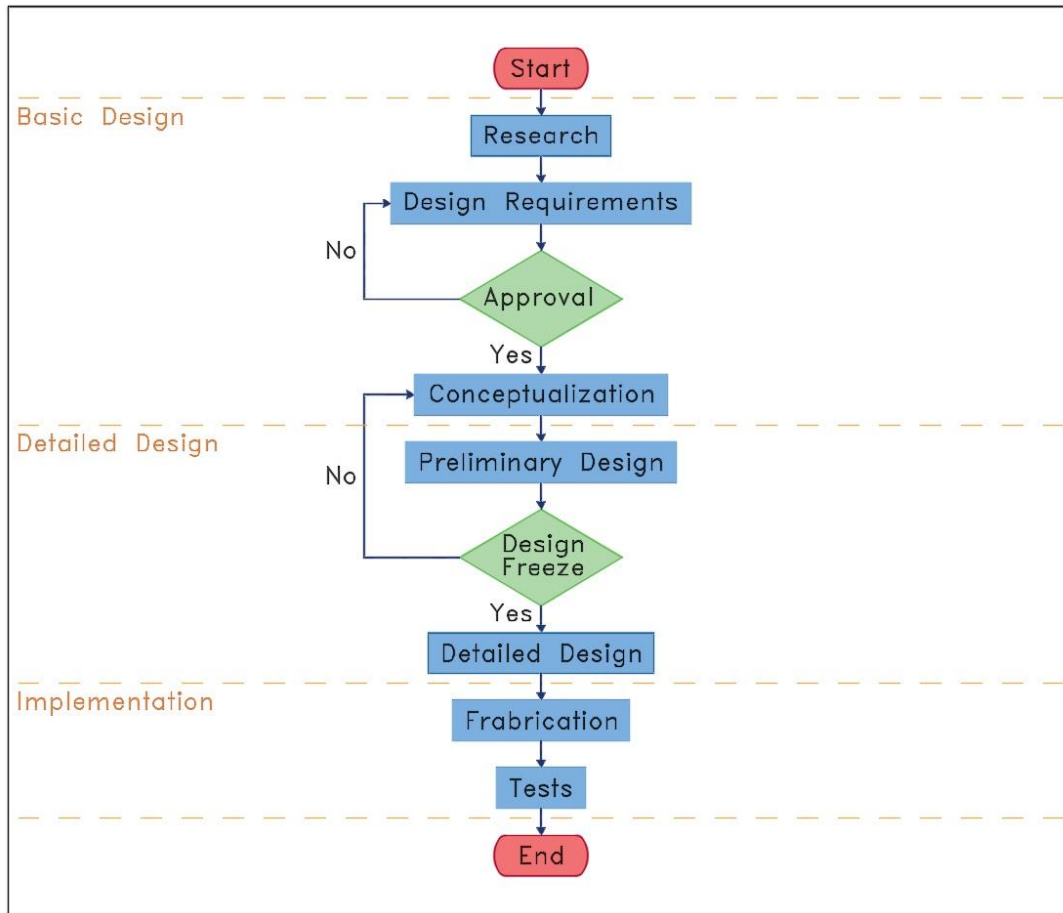 Start
Basic Design
Research
Design Requirements
No
Approval
Yes
Conceptualization
Detailed Design
Preliminary Design
No
Design
Freeze
Yes
Detailed Design
Implementation
Frabrication
Tests
End